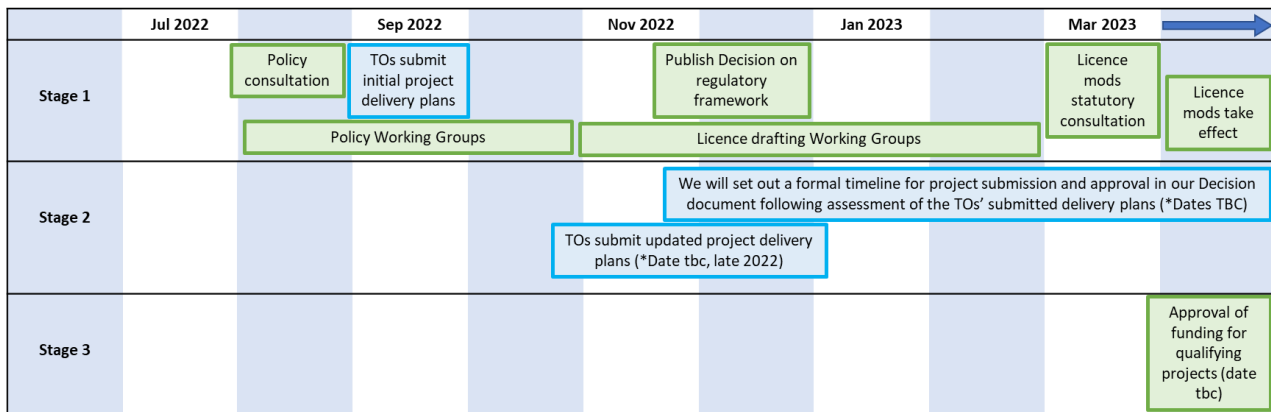 Jul 2022
Sep 2022
Nov 2022
Jan 2023
Mar 2023
Stage 1
Policy
consultation
TOs submit
initial project
delivery plans
Publish Decision on
regulatory
framework
Licence
mods
statutory
consultation
Licence
mods take
effect
Policy Working Groups
Licence drafting Working Groups
Stage 2
We will set out a formal timeline for project submission and approval in our Decision
document following assessment of the TOs’ submitted delivery plans (*Dates TBC)
TOs submit updated project delivery
plans (*Date tbc, late 2022)
Stage 3
Approval of
funding for
qualifying
projects (date
tbc)